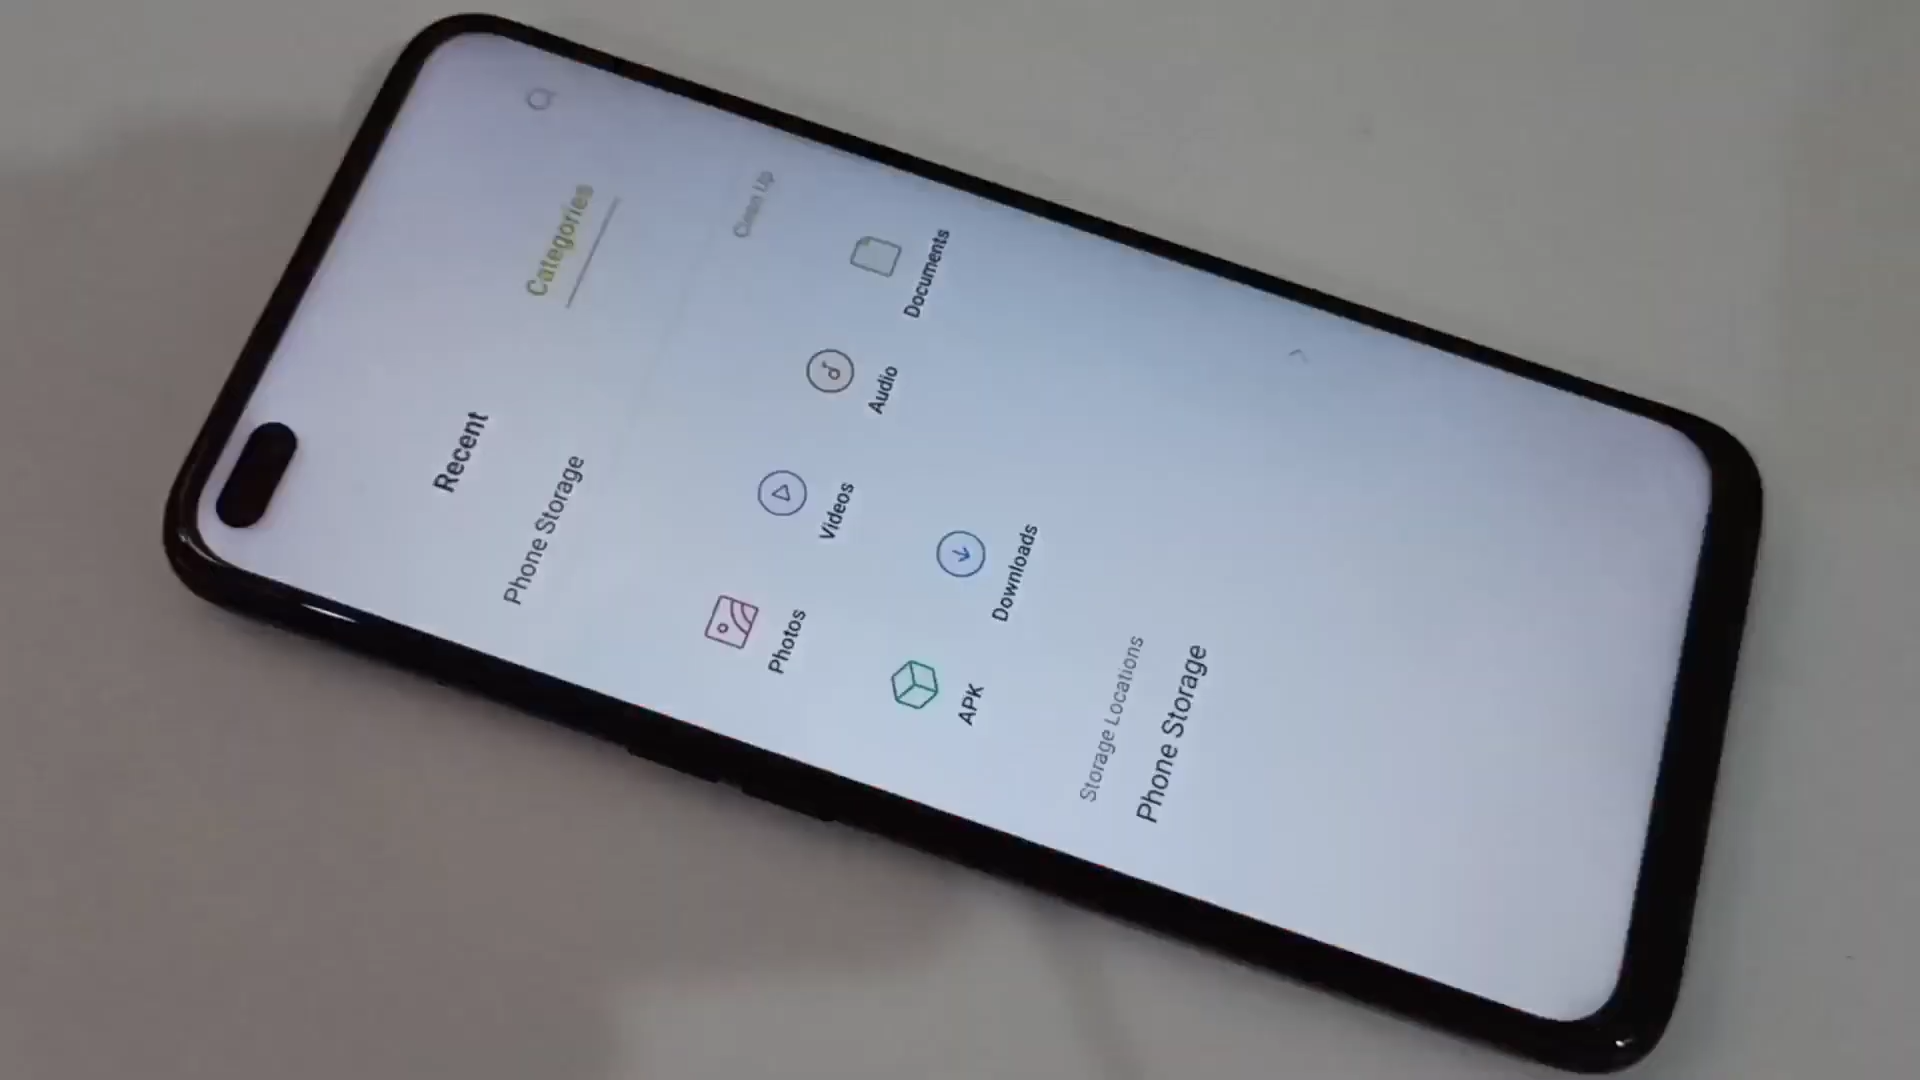 Recent
Categories
Phone Storage
Clean Up
Photos
Videos
Audio
Documents
APK
Downloads
Storage Locations
Phone Storage